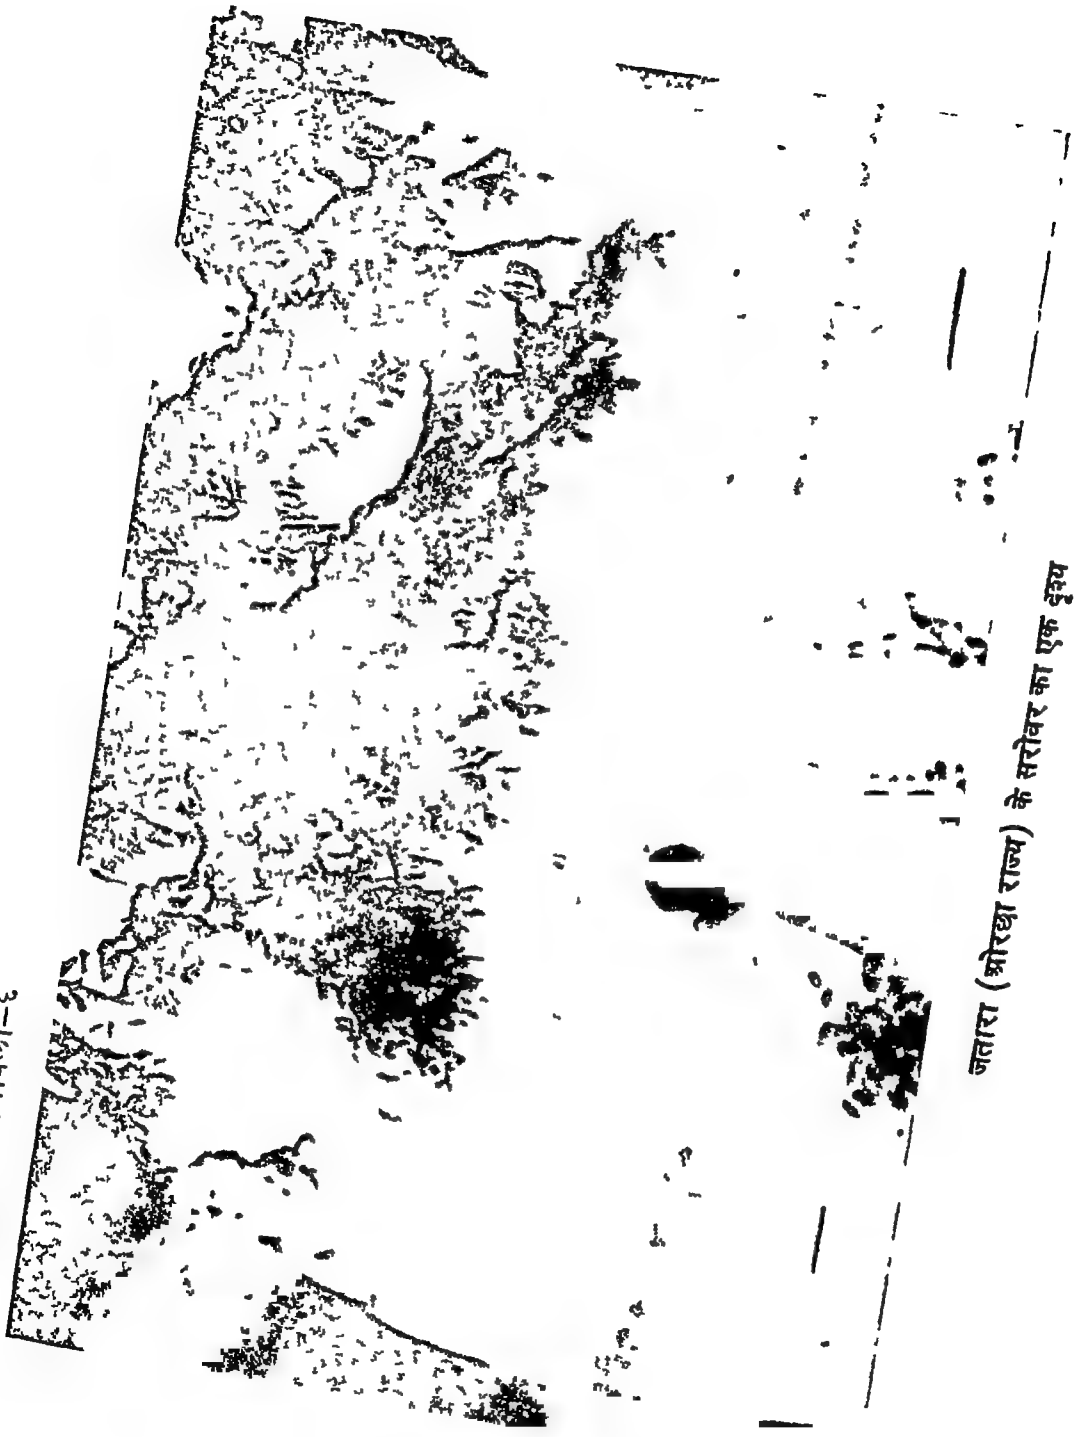 जतारा (ओरछा राज्य) के सरोवर का एक दृश्य